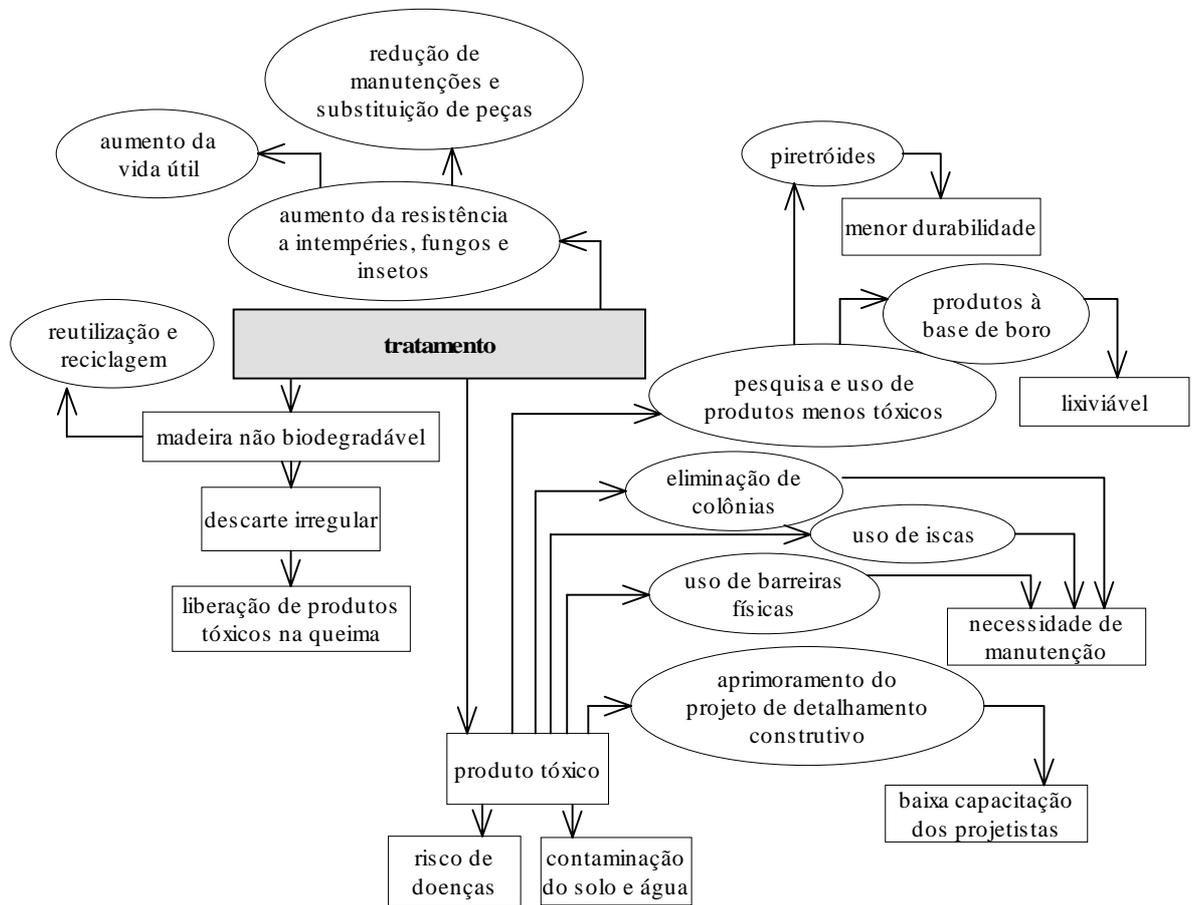 redução de
manutenções e
substituição de peças
aumento da
vida útil
aumento da resistência
a intempéries, fungos e
insetos
piretróides
menor durabilidade
produtos à
base de boro
lixiviável
reutilização e
reciclagem
tratamento
pesquisa e uso de
produtos menos tóxicos
madeira não biodegradável
descarte irregular
liberação de produtos
tóxicos na queima
eliminação de
colônias
uso de iscas
uso de barreiras
físicas
necessidade de
manutenção
aprimoramento do
projeto de detalhamento
construtivo
produto tóxico
baixa capacitação
dos projetistas
risco de
doenças
contaminação
do solo e água